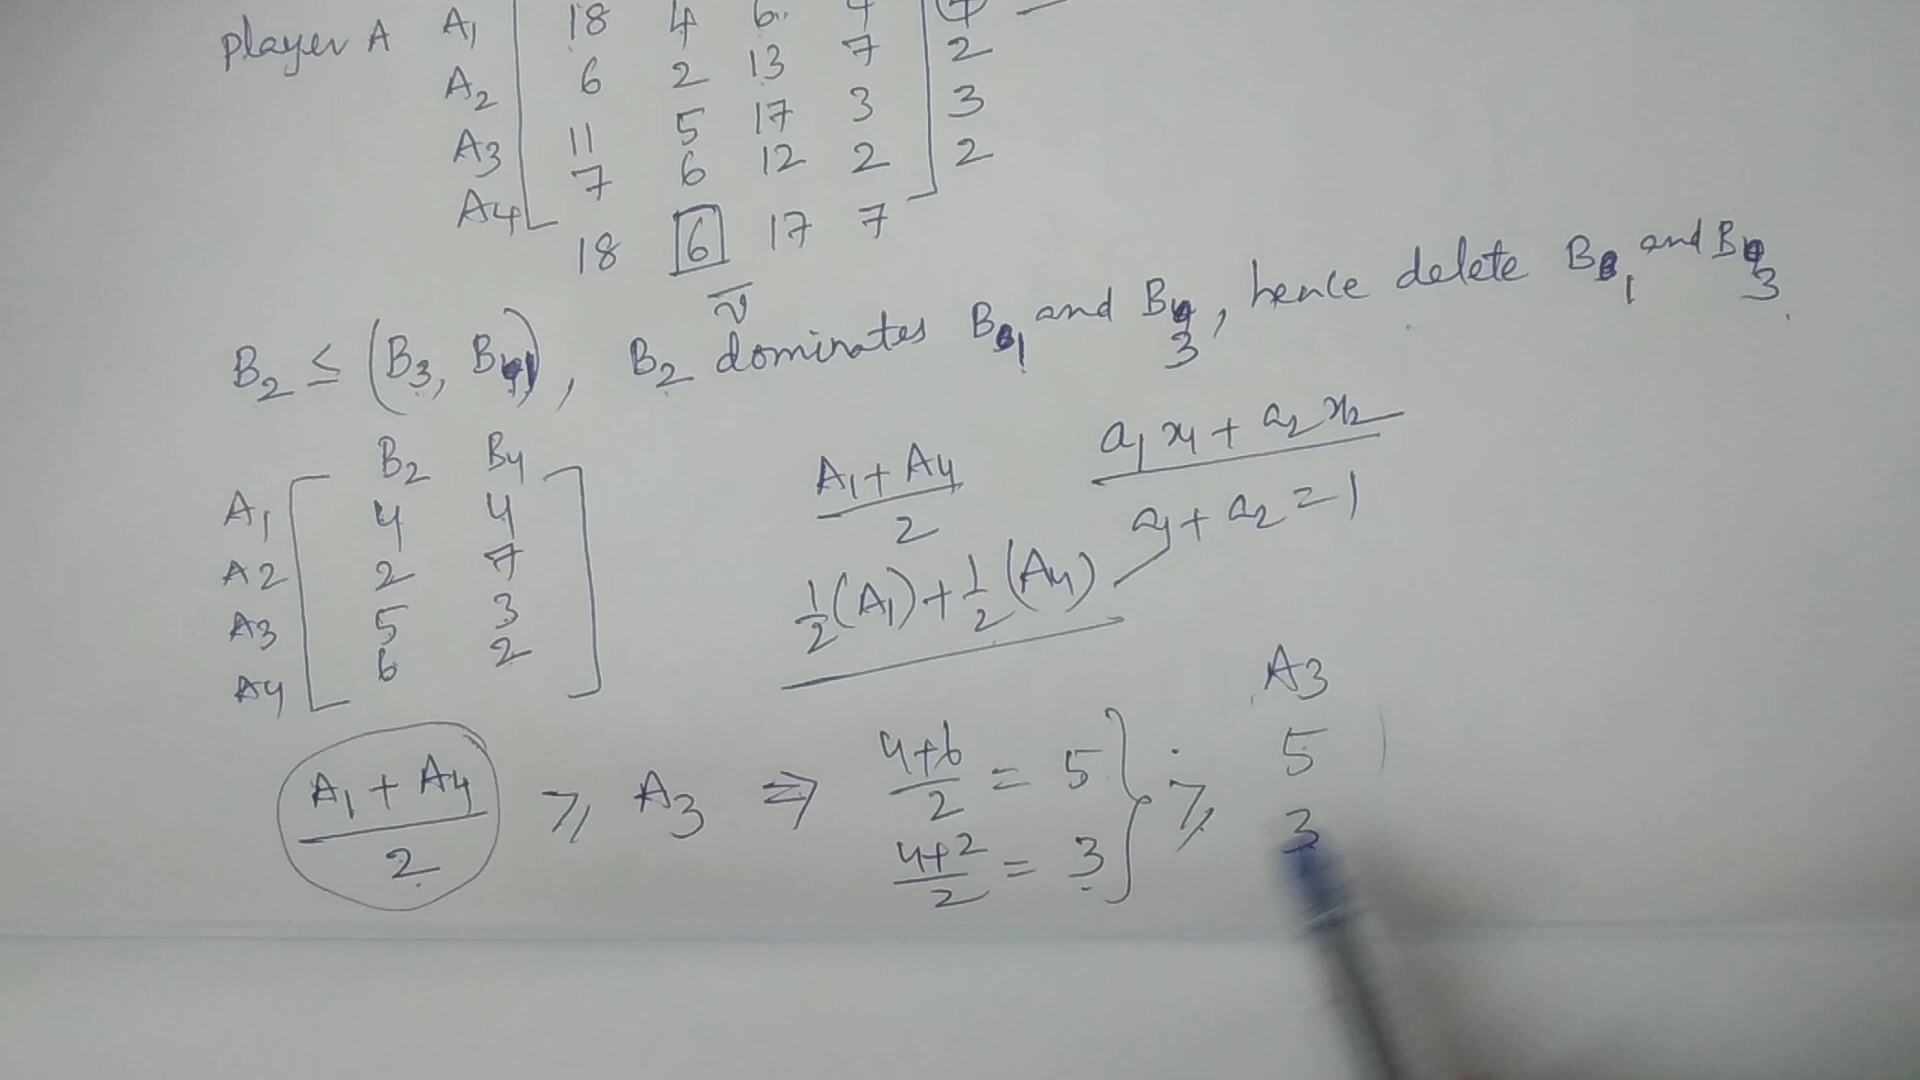 player A A1 18 4 6 4 4
A2 6 2 13 7 2
A3 11 5 17 3 3
A4 7 6 12 2 2
18 6 17 7
v
B2 ≤ (B3, B1), B2 dominates B1 and B3, hence delete B1 and B3
B2 B4
A1 4 4
A2 2 7
A3 5 3
A4 6 2
A1 + A4 / 2
a1 x1 + a2 x2 / a1 + a2 = 1
1/2 (A1) + 1/2 (A4)
A3
A1 + A4 / 2 ≥ A3 ⇒ 4+6 / 2 = 5 } ≥ 5
4+2 / 2 = 3 3